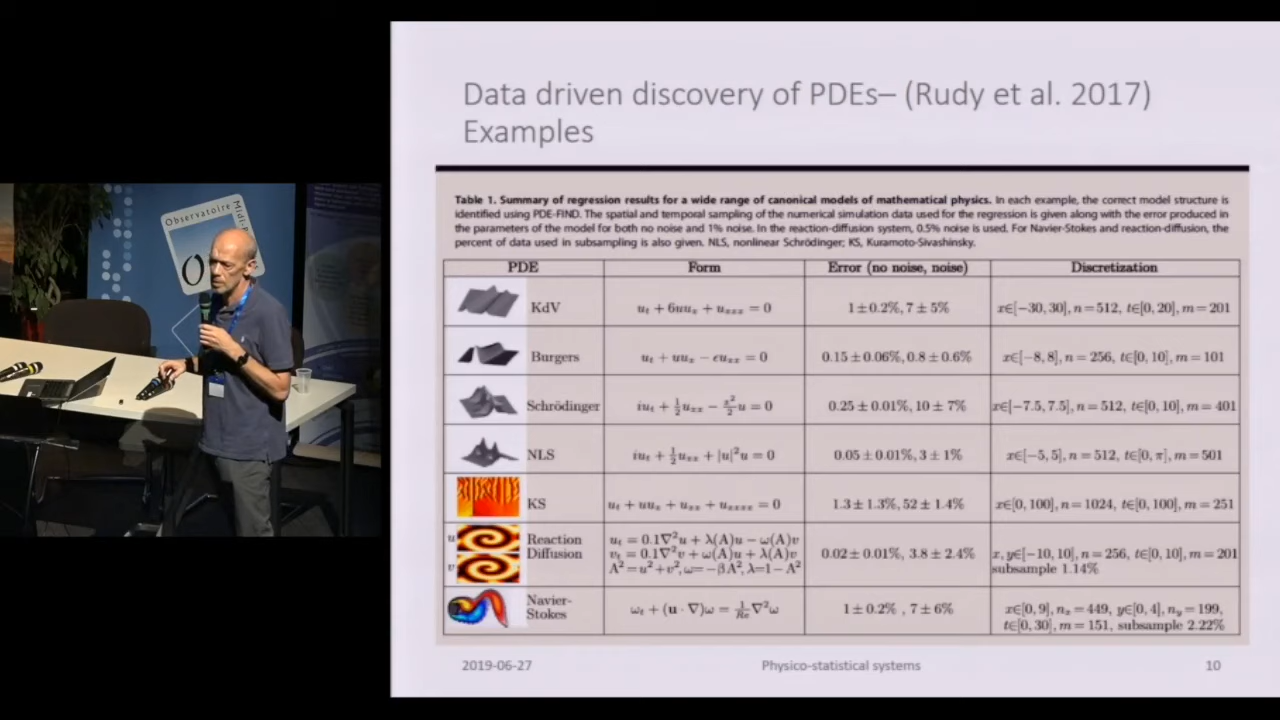 Observatoire Midi
O
Data driven discovery of PDEs– (Rudy et al. 2017)
Examples
Table 1. Summary of regression results for a wide range of canonical models of mathematical physics. In each example, the correct model structure is
identified using PDE-FIND. The spatial and temporal sampling of the numerical simulation data used for the regression is given along with the error produced in
the parameters of the model for both no noise and 1% noise. In the reaction-diffusion system, 0.5% noise is used. For Navier-Stokes and reaction-diffusion, the
percent of data used in subsampling is also given. NLS, nonlinear Schrödinger; KS, Kuramoto-Sivashinsky.
PDE Form Error (no noise, noise) Discretization
KdV u_t + 6uu_x + u_xxx = 0 1 ± 0.2%, 7 ± 5% x∈[−30, 30], n = 512, t∈[0, 20], m = 201
Burgers u_t + uu_x − ϵu_xx = 0 0.15 ± 0.06%, 0.8 ± 0.6% x∈[−8, 8], n = 256, t∈[0, 10], m = 101
Schrödinger iu_t + ½u_xx − x²/2 u = 0 0.25 ± 0.01%, 10 ± 7% x∈[−7.5, 7.5], n = 512, t∈[0, 10], m = 401
NLS iu_t + ½u_xx + |u|²u = 0 0.05 ± 0.01%, 3 ± 1% x∈[−5, 5], n = 512, t∈[0, π], m = 501
KS u_t + uu_x + u_xx + u_xxxx = 0 1.3 ± 1.3%, 52 ± 1.4% x∈[0, 100], n = 1024, t∈[0, 100], m = 251
u Reaction u_t = 0.1∇²u + λ(A)u − ω(A)v
v Diffusion v_t = 0.1∇²v + ω(A)u + λ(A)v 0.02 ± 0.01%, 3.8 ± 2.4% x, y∈[−10, 10], n = 256, t∈[0, 10], m = 201
A² = u² + v², ω = −βA², λ = 1 − A² subsample 1.14%
Navier-
Stokes ω_t + (u · ∇)ω = 1/Re ∇²ω 1 ± 0.2% , 7 ± 6% x∈[0, 9], n_x = 449, y∈[0, 4], n_y = 199,
t∈[0, 30], m = 151, subsample 2.22%
2019-06-27 Physico-statistical systems 10